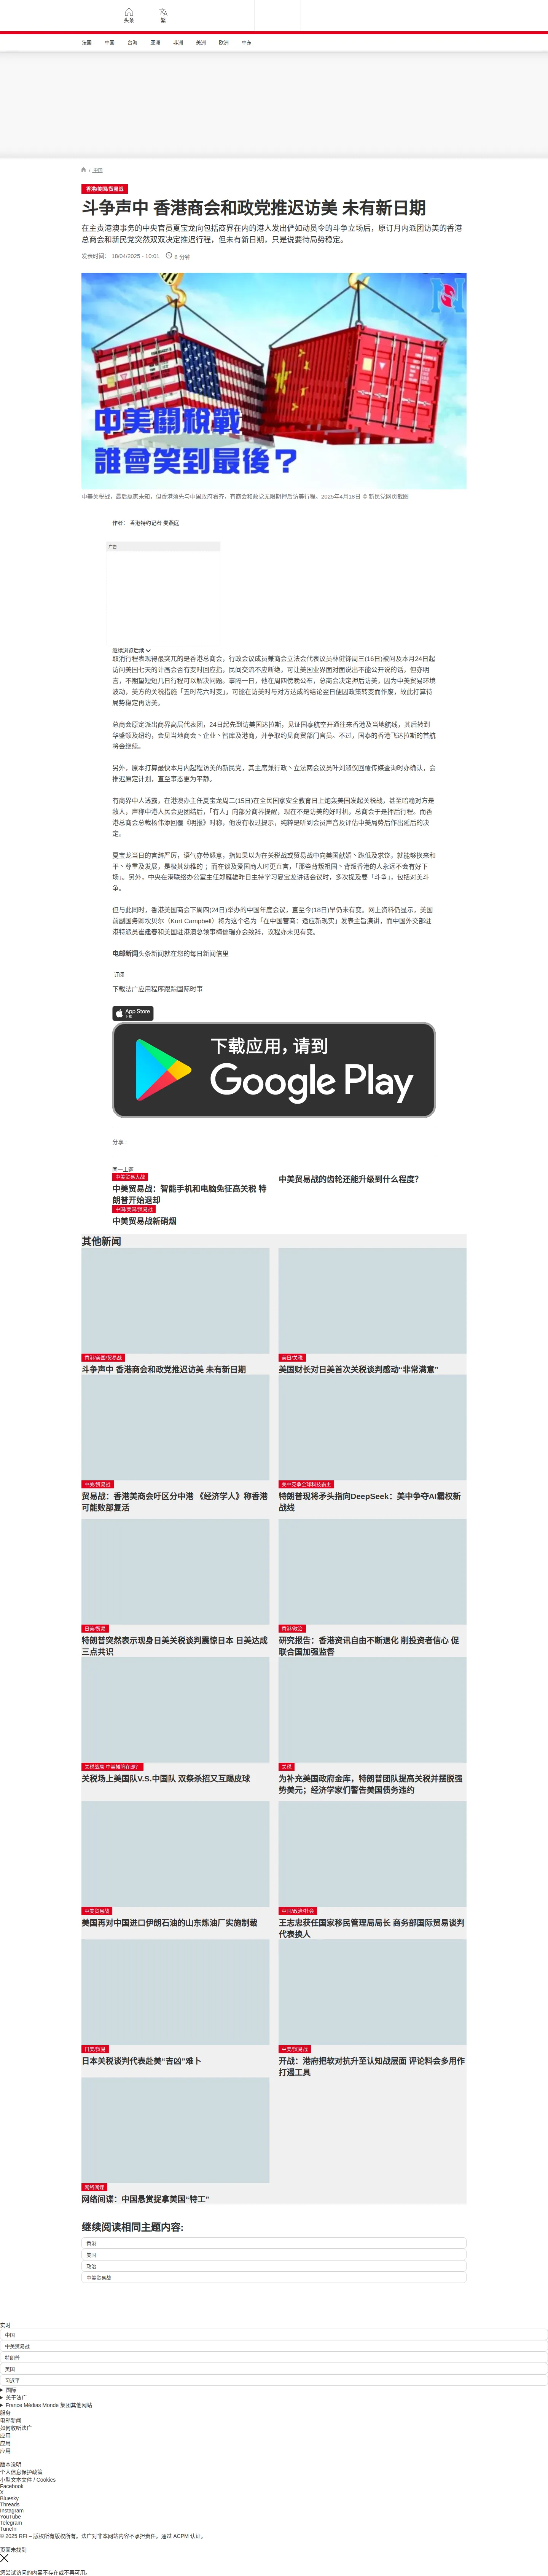 头条
繁
法国 中国 台海 亚洲 非洲 美洲 欧洲 中东
/ 中国
香港/美国/贸易战
斗争声中 香港商会和政党推迟访美 未有新日期
在主责港澳事务的中央官员夏宝龙向包括商界在内的港人发出俨如动员令的斗争立场后，原订月内派团访美的香港
总商会和新民党突然双双决定推迟行程，但未有新日期，只是说要待局势稳定。
发表时间： 18/04/2025 - 10:01 6 分钟
中美關稅戰
誰會笑到最後？
中美关税战，最后赢家未知，但香港须先与中国政府看齐，有商会和政党无限期押后访美行程。2025年4月18日 © 新民党网页截图
作者： 香港特约记者 麦燕庭
广告
继续浏览后续
取消行程表现得最突兀的是香港总商会，行政会议成员兼商会立法会代表议员林健锋周三(16日)被问及本月24日起
访问美国七天的计画会否有变时回应指，民间交流不应断绝，可让美国业界面对面说出不能公开说的话，但亦明
言，不期望短短几日行程可以解决问题。事隔一日，他在周四傍晚公布，总商会决定押后访美，因为中美贸易环境
波动，美方的关税措施「五时花六时变」，可能在访美时与对方达成的结论翌日便因政策转变而作废，故此打算待
局势稳定再访美。
总商会原定派出商界高层代表团，24日起先到访美国达拉斯，见证国泰航空开通往来香港及当地航线，其后转到
华盛顿及纽约，会见当地商会丶企业丶智库及港商，并争取约见商贸部门官员。不过，国泰的香港飞达拉斯的首航
将会继续。
另外，原本打算最快本月内起程访美的新民党，其主席兼行政丶立法两会议员叶刘淑仪回覆传媒查询时亦确认，会
推迟原定计划，直至事态更为平静。
有商界中人透露，在港澳办主任夏宝龙周二(15日)在全民国家安全教育日上炮轰美国发起关税战，甚至暗喻对方是
敌人，声称中港人民会更团结后，「有人」向部分商界提醒，现在不是访美的好时机，总商会于是押后行程。而香
港总商会总裁杨伟添回覆《明报》时称，他没有收过提示，纯粹是听到会员声音及评估中美局势后作出延后的决
定。
夏宝龙当日的言辞严厉，语气亦带怒意，指如果以为在关税战或贸易战中向美国献媚丶跪低及求饶，就能够换来和
平丶尊重及发展，是极其幼稚的 ；而在谈及爱国商人时更直言，「那些背叛祖国丶背叛香港的人永远不会有好下
场」。另外，中央在港联络办公室主任郑雁雄昨日主持学习夏宝龙讲话会议时，多次提及要「斗争」，包括对美斗
争。
但与此同时，香港美国商会下周四(24日)举办的中国年度会议，直至今(18日)早仍未有变。网上资料仍显示，美国
前副国务卿坎贝尔（Kurt Campbell）将为这个名为「在中国营商：适应新现实」发表主旨演讲，而中国外交部驻
港特派员崔建春和美国驻港澳总领事梅儒瑞亦会致辞，议程亦未见有变。
电邮新闻头条新闻就在您的每日新闻信里
订阅
下载法广应用程序跟踪国际时事
App Store
下载
下载应用，请到
Google Play
分享 :
同一主题
中美贸易大战
中美贸易战：智能手机和电脑免征高关税 特
朗普开始退却
中美贸易战的齿轮还能升级到什么程度？
中国/美国/贸易战
中美贸易战新硝烟
其他新闻
香港/美国/贸易战
斗争声中 香港商会和政党推迟访美 未有新日期
美日/关税
美国财长对日美首次关税谈判感动“非常满意”
中美/贸易战
贸易战：香港美商会吁区分中港 《经济学人》称香港
可能败部复活
美中竞争全球科技霸主
特朗普现将矛头指向DeepSeek：美中争夺AI霸权新
战线
日美/贸易
特朗普突然表示现身日美关税谈判震惊日本 日美达成
三点共识
香港/政治
研究报告：香港资讯自由不断退化 削投资者信心 促
联合国加强监督
关税场上美国队V.S.中国队 双祭杀招又互踢皮球
关税
为补充美国政府金库，特朗普团队提高关税并摆脱强
势美元；经济学家们警告美国债务违约
中美贸易战
美国再对中国进口伊朗石油的山东炼油厂实施制裁
中国/政治/社会
王志忠获任国家移民管理局局长 商务部国际贸易谈判
代表换人
日美/贸易
日本关税谈判代表赴美“吉凶”难卜
中美/贸易战
开战：港府把软对抗升至认知战层面 评论料会多用作
打遏工具
网络间谍
网络间谍：中国悬赏捉拿美国“特工”
继续阅读相同主题内容:
香港
美国
政治
中美贸易战
实时
中国
中美贸易战
特朗普
美国
习近平
国际
关于法广
France Médias Monde 集团其他网站
服务
电邮新闻
如何收听法广
应用
应用
应用
版本说明
个人信息保护政策
小型文本文件 / Cookies
Facebook
X
Bluesky
Threads
Instagram
YouTube
Telegram
TuneIn
© 2025 RFI – 版权所有版权所有。法广对非本网站内容不承担责任。通过 ACPM 认证。
页面未找到
您尝试访问的内容不存在或不再可用。